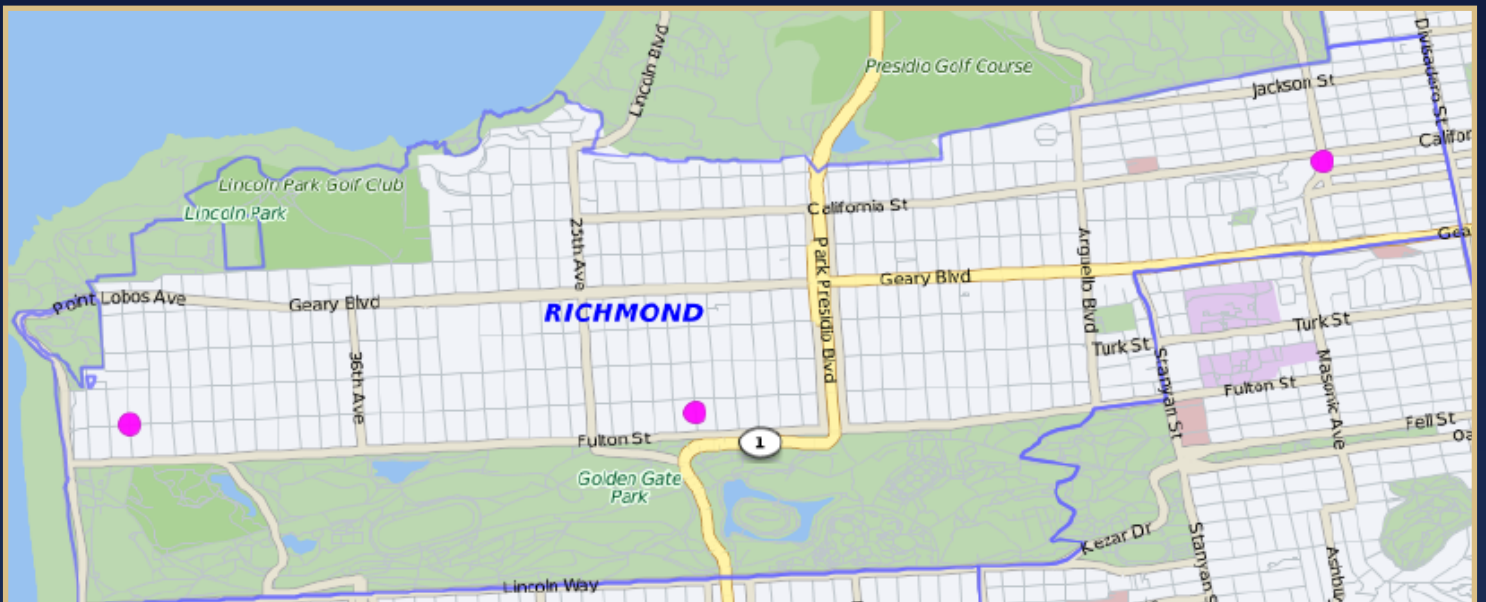 Lincoln Blvd
Presidio Golf Course
Divisadero St
Jackson St
Califor
Lincoln Park Golf Club
Lincoln Park
25th Ave
California St
Park Presidio Blvd
Arguello Blvd
Gea
Geary Blvd
Point Lobos Ave
Geary Blvd
RICHMOND
Turk St
Turk St
36th Ave
Stanyan St
Masonic Ave
Fulton St
Fell St
Oa
Fulton St
1
Golden Gate
Park
Kezar Dr
Stanyan S
Ashbu
Lincoln Way